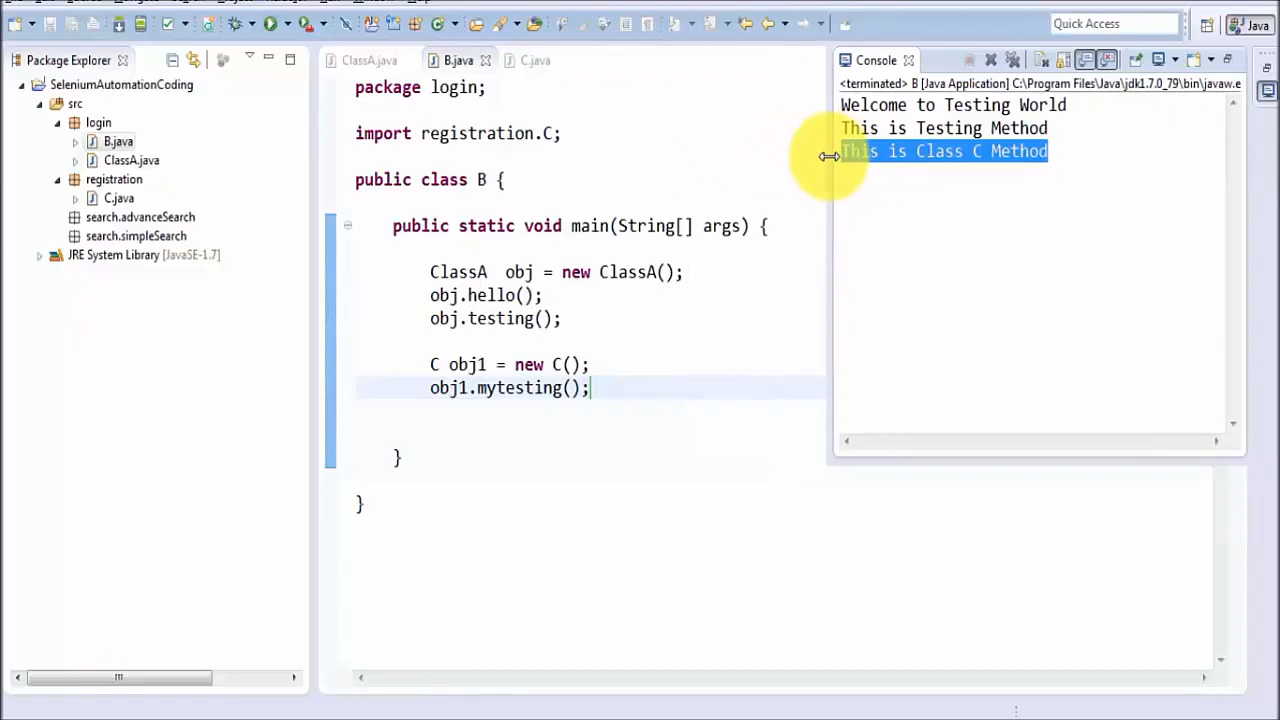 Quick Access
Java
Package Explorer
SeleniumAutomationCoding
src
login
B.java
ClassA.java
registration
C.java
search.advanceSearch
search.simpleSearch
JRE System Library [JavaSE-1.7]
ClassA.java
B.java
C.java
package login;
import registration.C;
public class B {
public static void main(String[] args) {
ClassA obj = new ClassA();
obj.hello();
obj.testing();
C obj1 = new C();
obj1.mytesting();
}
}
Console
<terminated> B [Java Application] C:\Program Files\Java\jdk1.7.0_79\bin\javaw.e
Welcome to Testing World
This is Testing Method
This is Class C Method